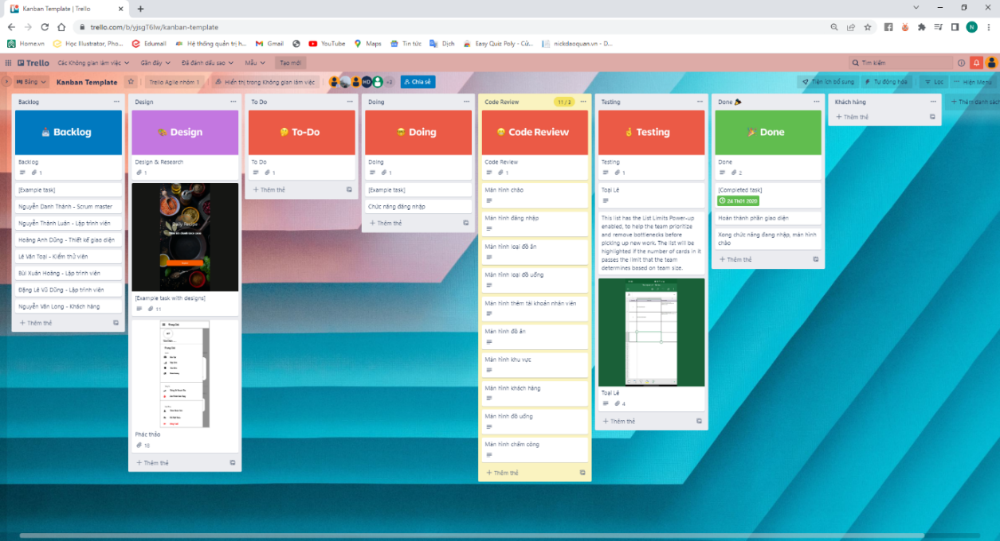 Kanban Template | Trello
trello.com/b/yjsgT6lw/kanban-template
N
Home.vn
Học Illustrator, Pho...
Edumall
Hệ thống quản trị h...
Gmail
YouTube
Maps
Tin tức
Dịch
Easy Quiz Poly - Cử...
nickdaoquan.vn - D...
Trello
Các Không gian làm việc
Gần đây
Đã đánh dấu sao
Mẫu
Tạo mới
Tìm kiếm
Bảng
Kanban Template
Trello Agile nhóm 1
Hiển thị trong Không gian làm việc
HD
+3
Chia sẻ
Tiện ích bổ sung
Tự động hóa
Lọc
Hiện Menu
Backlog
Backlog
Backlog
1
[Example task]
Nguyễn Danh Thành - Scrum master
Nguyễn Thành Luân - Lập trình viên
Hoàng Anh Dũng - Thiết kế giao diện
Lê Văn Toại - Kiểm thử viên
Bùi Xuân Hoàng - Lập trình viên
Đặng Lê Vũ Dũng - Lập trình viên
Nguyễn Văn Long - Khách hàng.
+ Thêm thẻ
Design
Design
Design & Research
1
Daily Recipe
[Example task with designs]
11
Phác thảo
18
+ Thêm thẻ
To Do
To-Do
To Do
1
+ Thêm thẻ
Doing
Doing
Doing
1
[Example task]
Chức năng đăng nhập
+ Thêm thẻ
Code Review
11 / 3
Code Review
Code Review
1
Màn hình chào
Màn hình đăng nhập
Màn hình loại đồ ăn
Màn hình loại đồ uống
Màn hình thêm tài khoản nhân viên
Màn hình đồ ăn
Màn hình khu vực
Màn hình khách hàng
Màn hình đồ uống
Màn hình chấm công
+ Thêm thẻ
Testing
Testing
Testing
1
Toại Lê
This list has the List Limits Power-up
enabled, to help the team prioritize
and remove bottlenecks before
picking up new work. The list will be
highlighted if the number of cards in it
passes the limit that the team
determines based on team size.
Toại Lê
4
+ Thêm thẻ
Done
Done
Done
2
[Completed task]
24 Th01 2020
Hoàn thành phần giao diện
Xong chức năng đang nhập, màn hình
chào
+ Thêm thẻ
Khách hàng
+ Thêm thẻ
+ Thêm danh sách